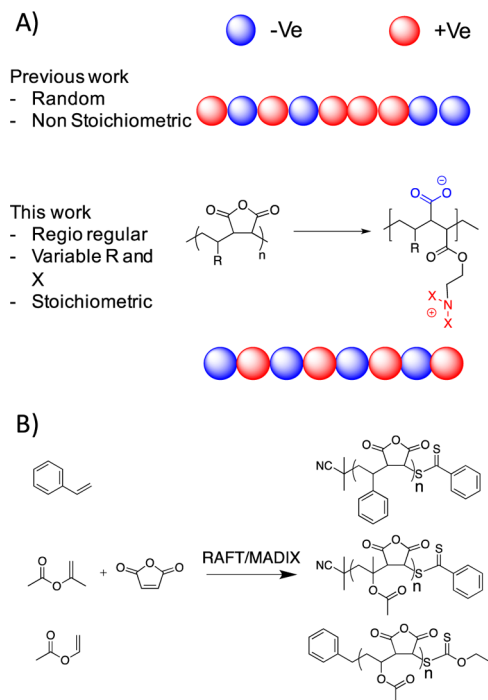 A)
-Ve +Ve
Previous work
- Random
- Non Stoichiometric
This work
- Regio regular
- Variable R and
X
- Stoichiometric
O O O
R
n
⊖
O O
R
O
O
X
N
⊕
X
B)
O
O
+
O O O
RAFT/MADIX
O
O
NC
O O O
S
S
n
NC
O O O
S
S
n
O
O
O O O
S
S
O
n
O
O